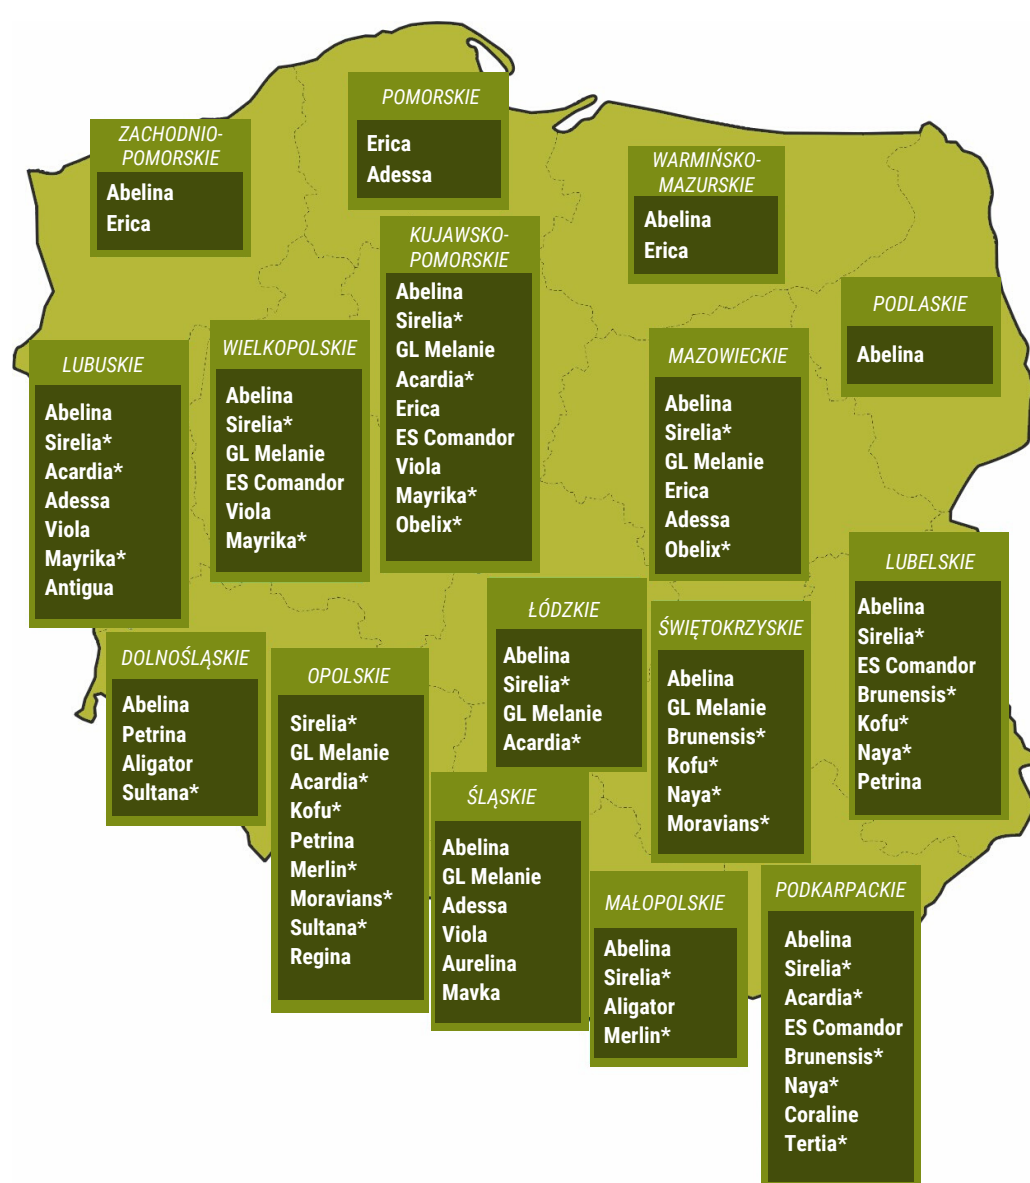 POMORSKIE
Erica
Adessa
ZACHODNIO-
POMORSKIE
Abelina
Erica
WARMIŃSKO-
MAZURSKIE
Abelina
Erica
KUJAWSKO-
POMORSKIE
Abelina
Sirelia*
GL Melanie
Acardia*
Erica
ES Comandor
Viola
Mayrika*
Obelix*
PODLASKIE
Abelina
LUBUSKIE
Abelina
Sirelia*
Acardia*
Adessa
Viola
Mayrika*
Antigua
WIELKOPOLSKIE
Abelina
Sirelia*
GL Melanie
ES Comandor
Viola
Mayrika*
MAZOWIECKIE
Abelina
Sirelia*
GL Melanie
Erica
Adessa
Obelix*
LUBELSKIE
Abelina
Sirelia*
ES Comandor
Brunensis*
Kofu*
Naya*
Petrina
ŁÓDZKIE
Abelina
Sirelia*
GL Melanie
Acardia*
ŚWIĘTOKRZYSKIE
Abelina
GL Melanie
Brunensis*
Kofu*
Naya*
Moravians*
DOLNOŚLĄSKIE
Abelina
Petrina
Aligator
Sultana*
OPOLSKIE
Sirelia*
GL Melanie
Acardia*
Kofu*
Petrina
Merlin*
Moravians*
Sultana*
Regina
ŚLĄSKIE
Abelina
GL Melanie
Adessa
Viola
Aurelina
Mavka
MAŁOPOLSKIE
Abelina
Sirelia*
Aligator
Merlin*
PODKARPACKIE
Abelina
Sirelia*
Acardia*
ES Comandor
Brunensis*
Naya*
Coraline
Tertia*